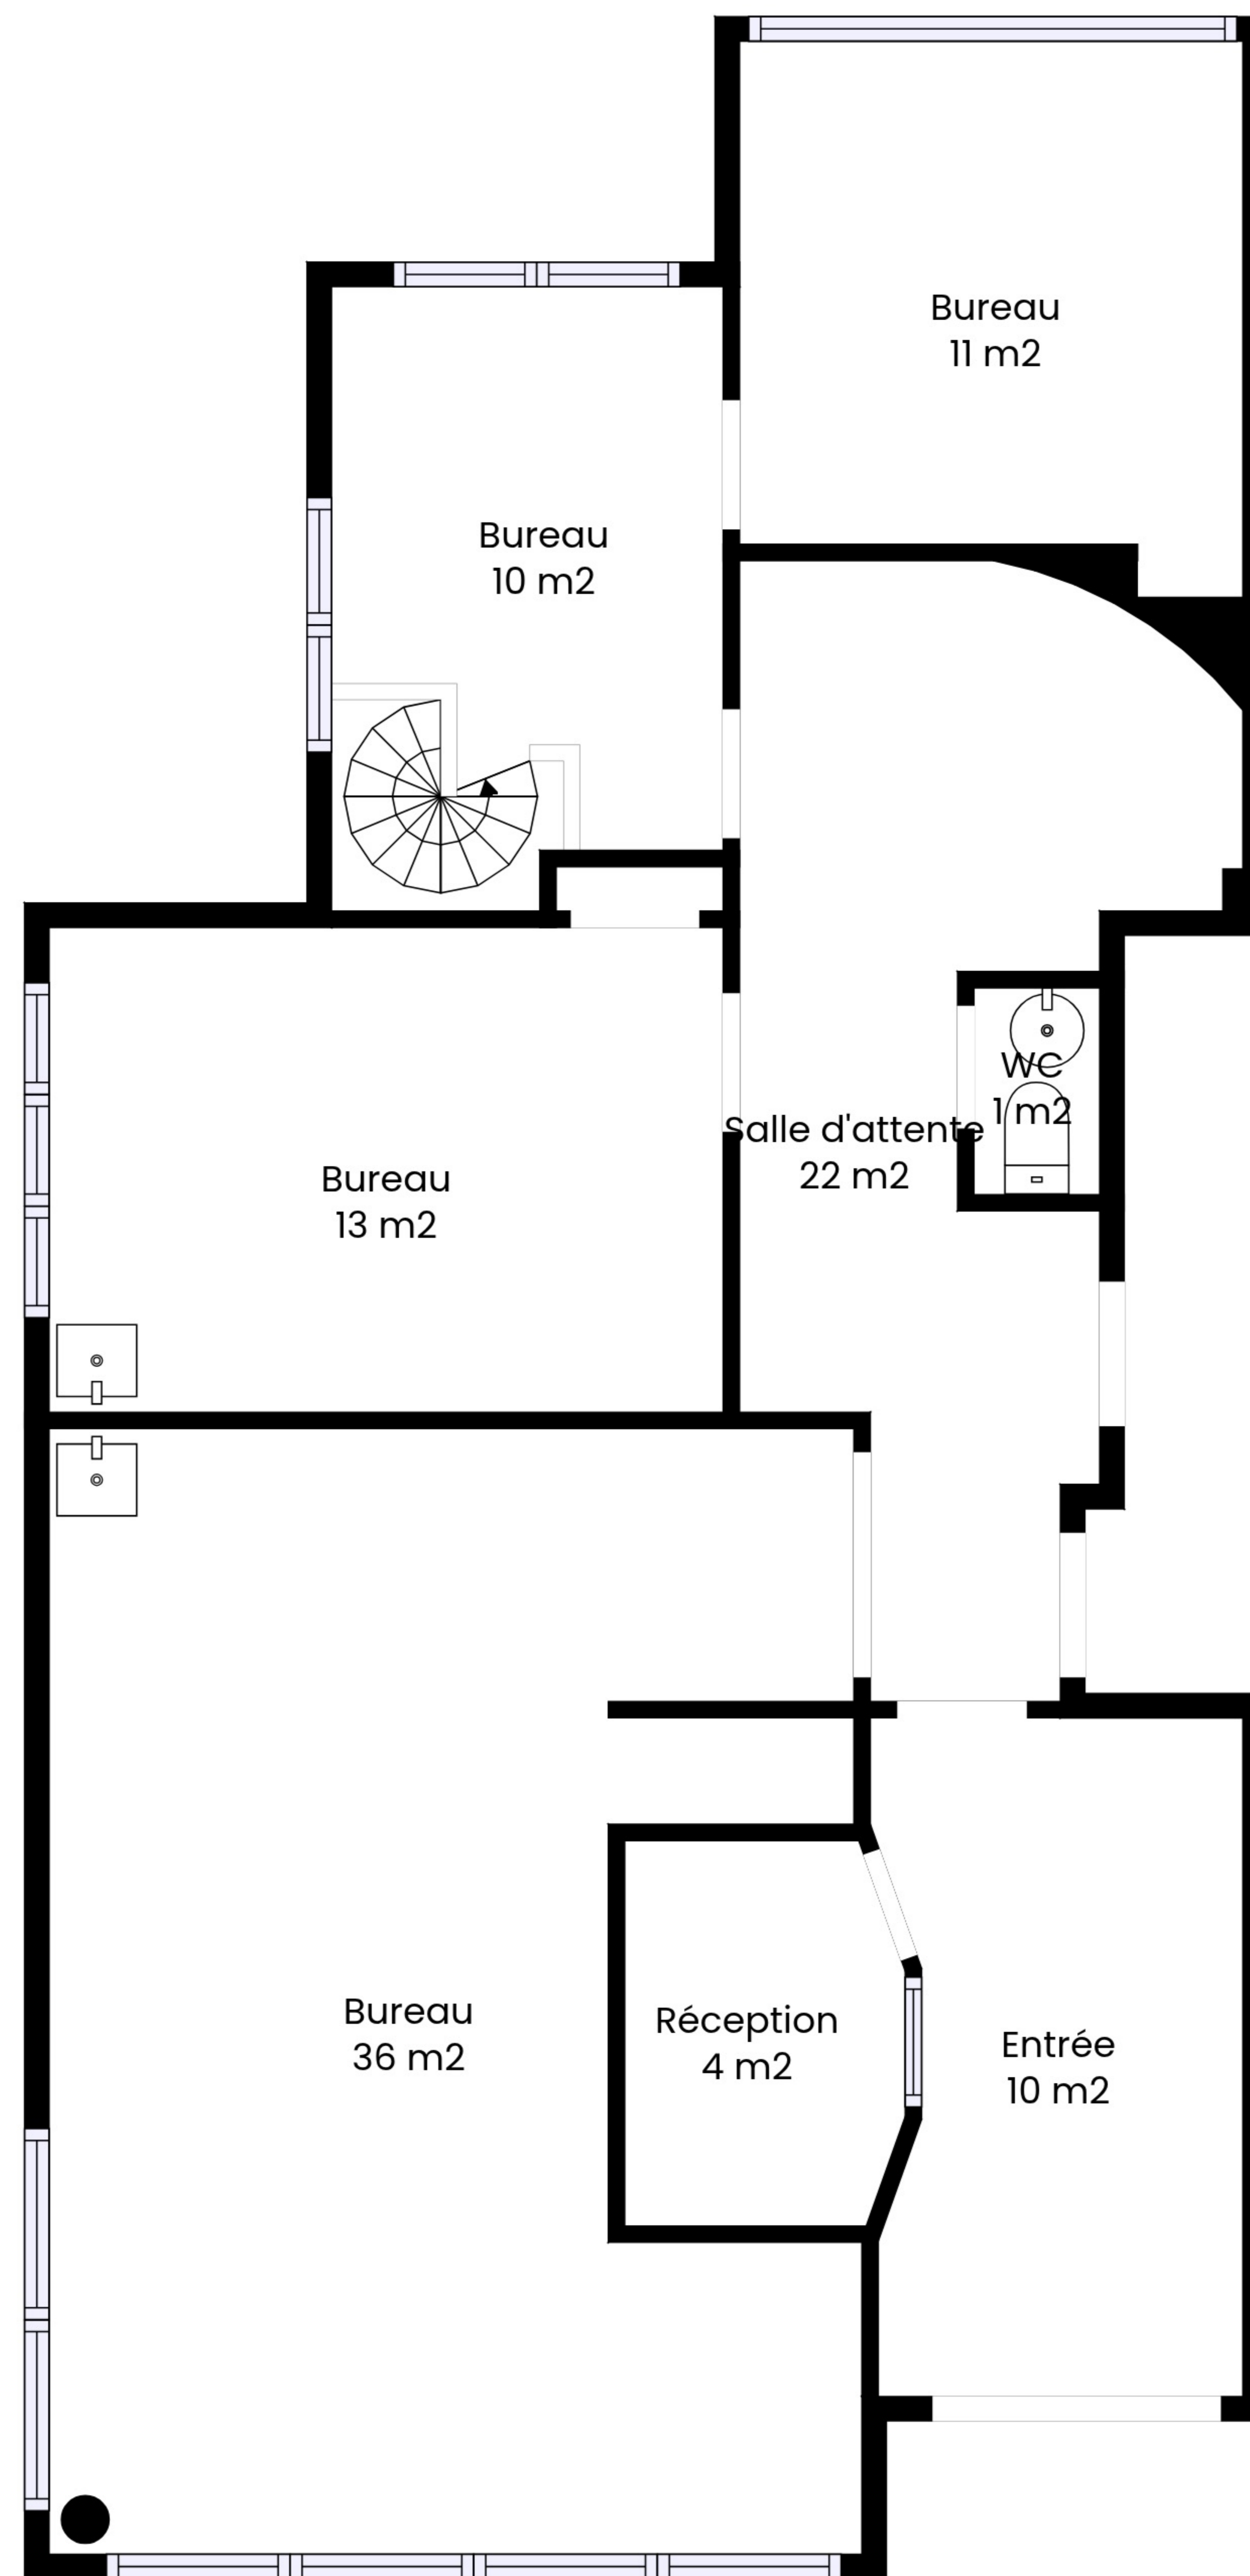 Bureau
11 m2
Bureau
10 m2
WC
1 m2
Salle d'attente
22 m2
Bureau
13 m2
Bureau
36 m2
Réception
4 m2
Entrée
10 m2